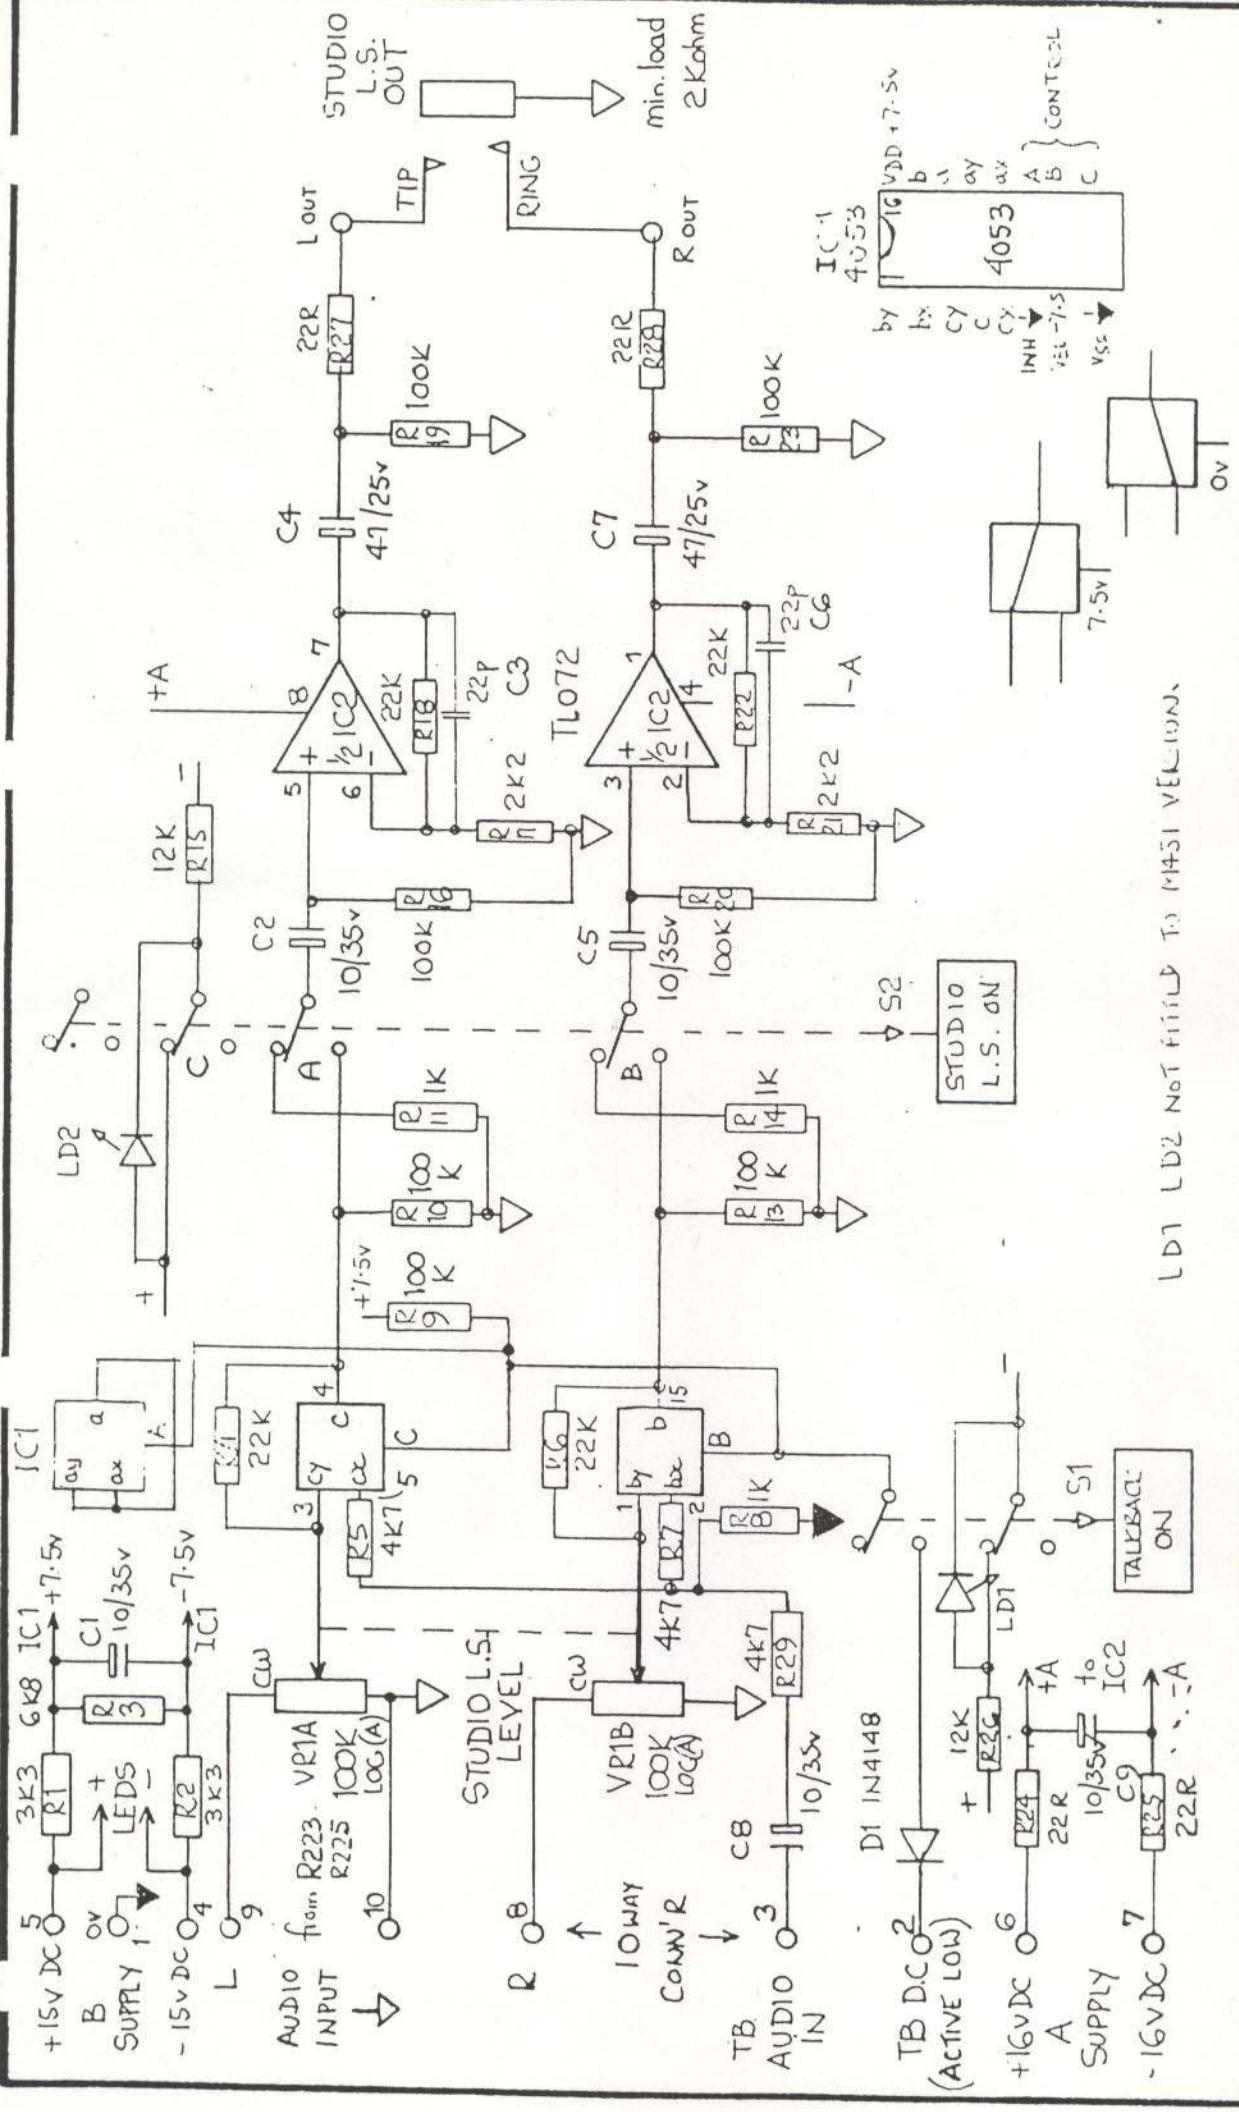 +15V DC 5
B 0V
SUPPLY 1
-15V DC 4
3K3
R1
+
LEDS
-
R2
3K3
6K8
R3
IC1 +7.5v
C1
10/35v
-7.5v
IC1
IC1
ay
ax
a
A
LD2
+
C
12K
R15
-
L 9
AUDIO
INPUT
from R223
R225
10
CW
VR1A
100K
LOG(A)
22K
3
cy
cx
c
4
C
5
R5
4K7
+7.5v
R9
100K
R10
100K
R11
1K
A
C2
10/35v
R16
100K
+A
8
5
+
6
-
½ IC2
7
22K
R18
22p
C3
R17
2K2
C4
47/25v
R19
100K
22R
R27
L OUT
TIP
STUDIO
L.S.
OUT
min. load
2Kohm
R 8
10WAY
CONN'R
STUDIO L.S.
LEVEL
CW
VR1B
100K
LOG(A)
22K
1
by
bx
b
15
B
2
R7
4K7
R8
1K
R13
100K
R14
1K
B
C5
10/35v
R20
100K
TL072
3
+
2
-
½ IC2
1
4
-A
22K
R22
22p
C6
R21
2K2
C7
47/25v
R23
100K
22R
R28
R OUT
RING
TB
AUDIO
IN
3
C8
10/35v
4K7
R29
S2
STUDIO
L.S. ON
TB D.C 2
(ACTIVE LOW)
D1 IN4148
+16V DC 6
A
SUPPLY
-16V DC 7
R24
22R
R25
22R
C9
10/35v
+A
to
IC2
-A
+
12K
R26
LD1
-
S1
TALKBACK
ON
7.5v
0v
IC1
4053
1
16
4053
by
bx
cy
c
cx
INH
VEE -7.5
VSS
VDD +7.5v
b
a
ay
ax
A
B
C
CONTROL
LD1 LD2 NOT FITTED TO M451 VERSION.